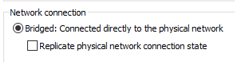 Network connection
Bridged: Connected directly to the physical network
Replicate physical network connection state